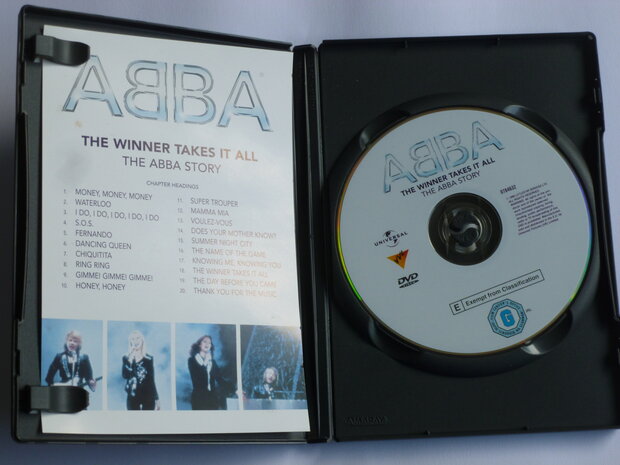 ABBA
THE WINNER TAKES IT ALL
THE ABBA STORY
CHAPTER HEADINGS
1. MONEY, MONEY, MONEY
2. WATERLOO
3. I DO, I DO, I DO, I DO, I DO
4. S.O.S.
5. FERNANDO
6. DANCING QUEEN
7. CHIQUITITA
8. RING RING
9. GIMME! GIMME! GIMME!
10. HONEY, HONEY
11. SUPER TROUPER
12. MAMMA MIA
13. VOULEZ-VOUS
14. DOES YOUR MOTHER KNOW?
15. SUMMER NIGHT CITY
16. THE NAME OF THE GAME
17. KNOWING ME, KNOWING YOU
18. THE WINNER TAKES IT ALL
19. THE DAY BEFORE YOU CAME
20. THANK YOU FOR THE MUSIC
ABBA
THE WINNER TAKES IT ALL
THE ABBA STORY
UNIVERSAL
DVD
VIDEO
E Exempt from Classification
G
AMARAY